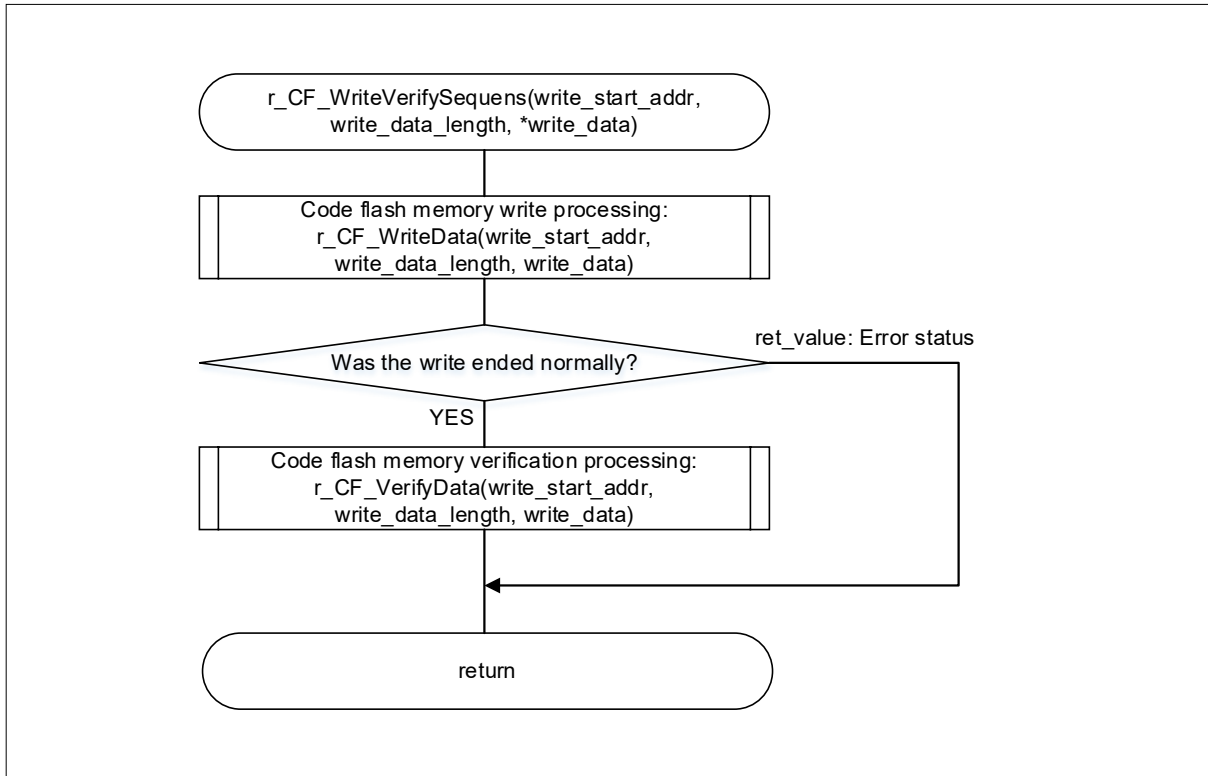 r_CF_WriteVerifySequens(write_start_addr,
write_data_length, *write_data)
Code flash memory write processing:
r_CF_WriteData(write_start_addr,
write_data_length, write_data)
ret_value: Error status
Was the write ended normally?
YES
Code flash memory verification processing:
r_CF_VerifyData(write_start_addr,
write_data_length, write_data)
return